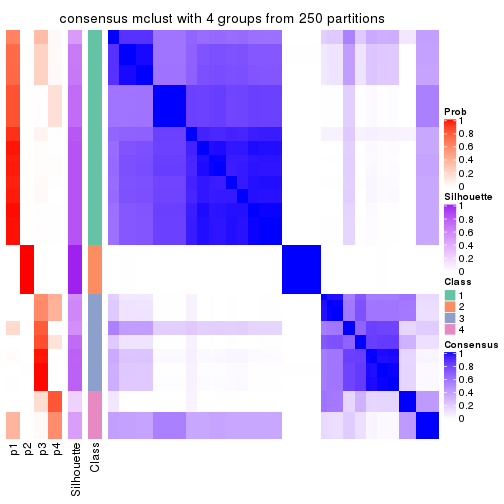 consensus mclust with 4 groups from 250 partitions
Prob
1
0.8
0.6
0.4
0.2
0
Silhouette
1
0.8
0.6
0.4
0.2
0
Class
1
2
3
4
Consensus
1
0.8
0.6
0.4
0.2
0
p1
p2
p3
p4
Silhouette
Class